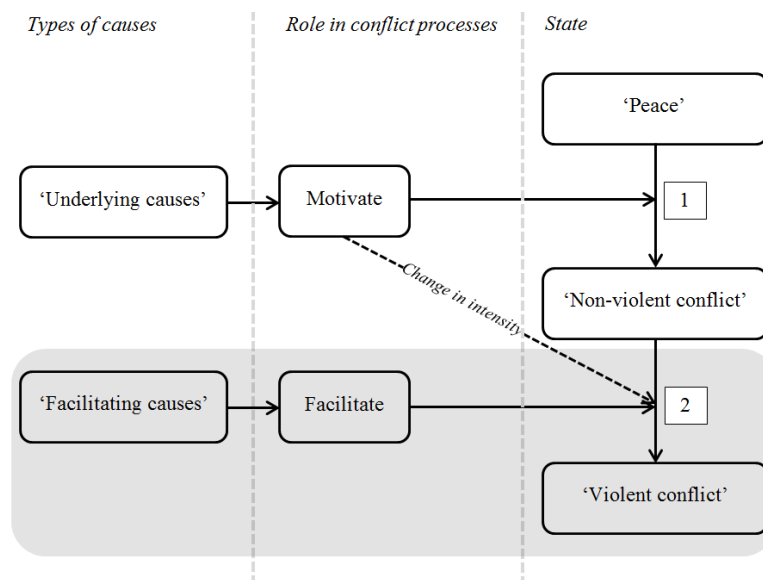 Types of causes
Role in conflict processes
State
‘Peace’
‘Underlying causes’
Motivate
1
Change in intensity
‘Non-violent conflict’
‘Facilitating causes’
Facilitate
2
‘Violent conflict’